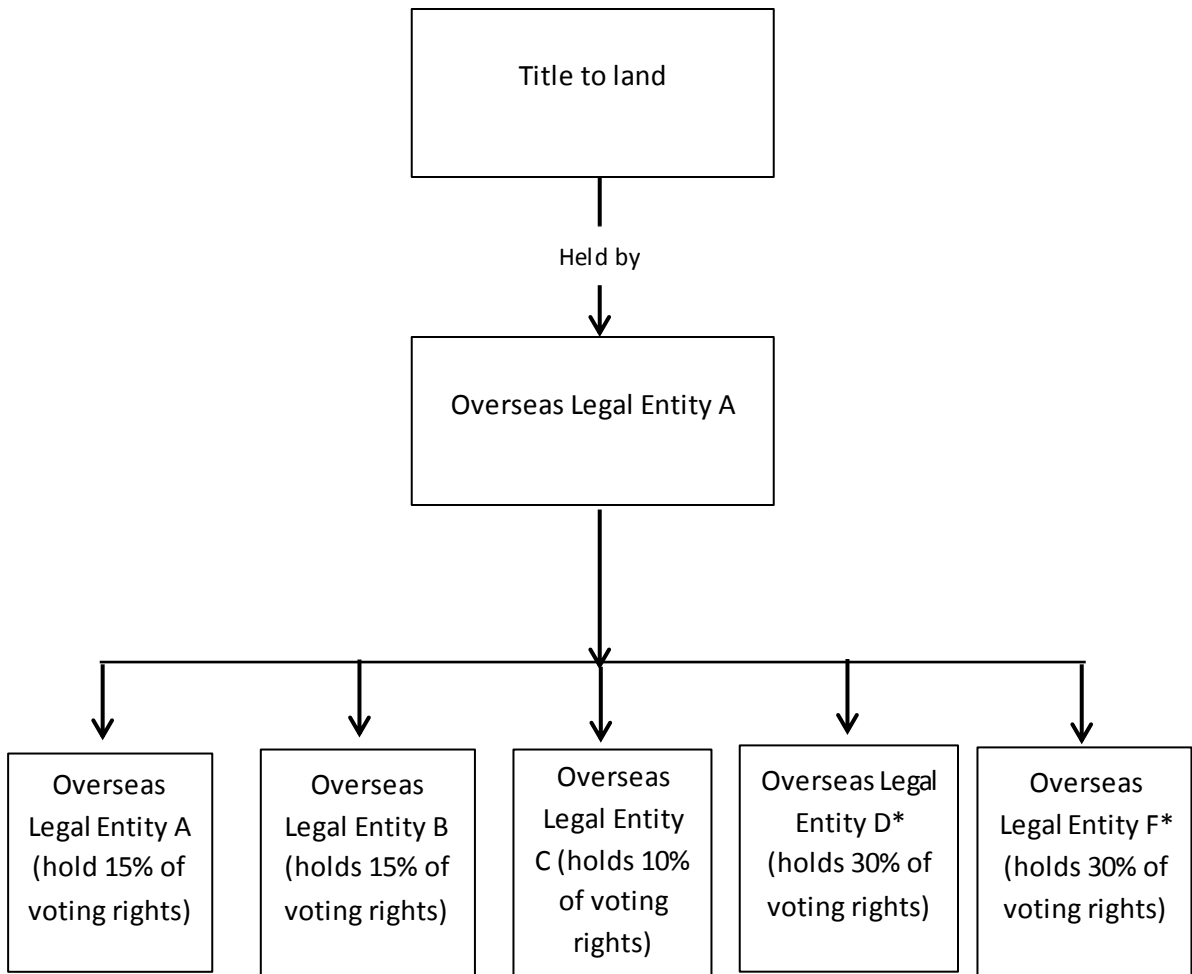 Title to land
Held by
Overseas Legal Entity A
Overseas
Legal Entity A
(hold 15% of
voting rights)
Overseas
Legal Entity B
(holds 15% of
voting rights)
Overseas
Legal Entity
C (holds 10%
of voting
rights)
Overseas Legal
Entity D*
(holds 30% of
voting rights)
Overseas
Legal Entity F*
(holds 30% of
voting rights)